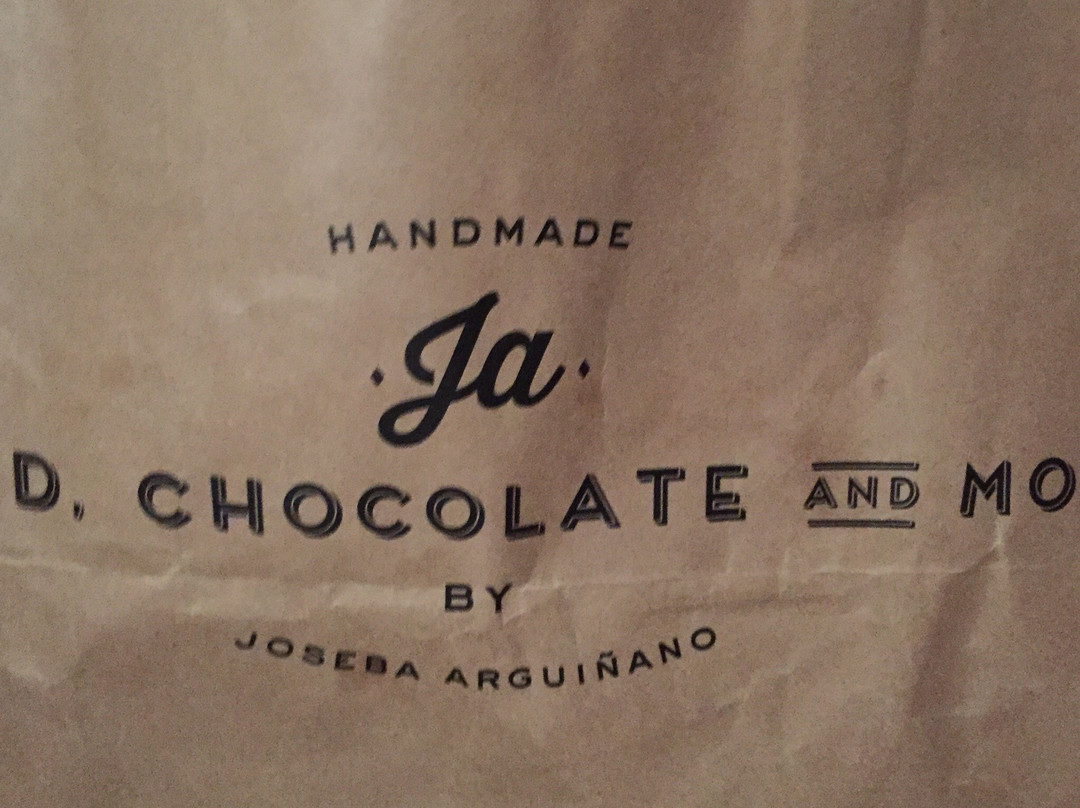 HANDMADE
·Ja·
D, CHOCOLATE AND MO
BY
JOSEBA ARGUIÑANO